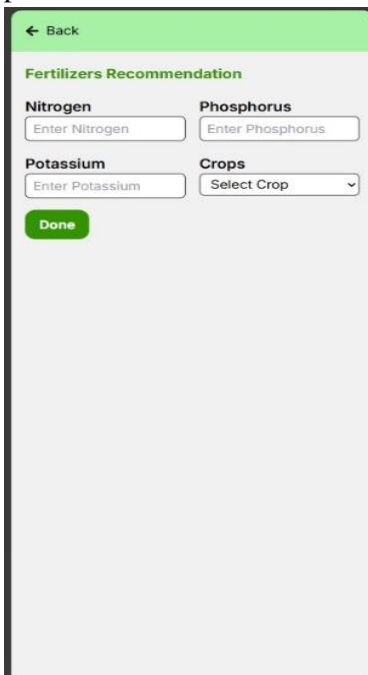 ← Back
Fertilizers Recommendation
Nitrogen Phosphorus
Enter Nitrogen Enter Phosphorus
Potassium Crops
Enter Potassium Select Crop
Done